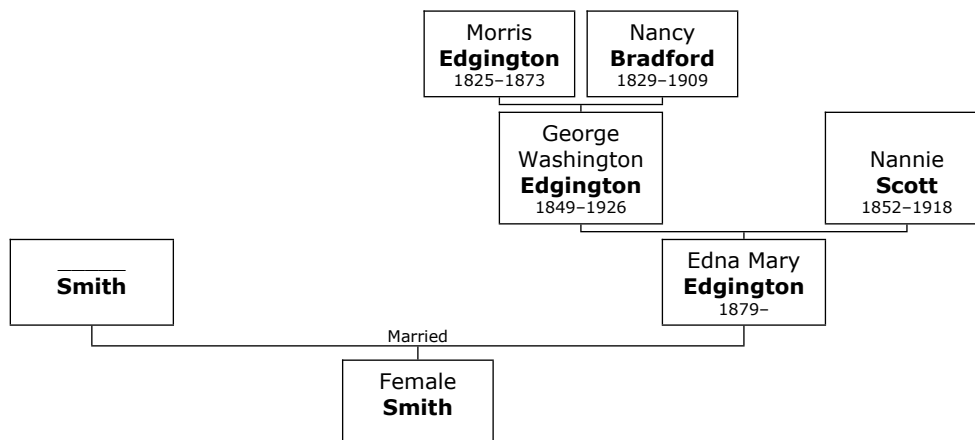 Morris
Edgington
1825–1873
Nancy
Bradford
1829–1909
George
Washington
Edgington
1849–1926
Nannie
Scott
1852–1918
______
Smith
Edna Mary
Edgington
1879–
Married
Female
Smith